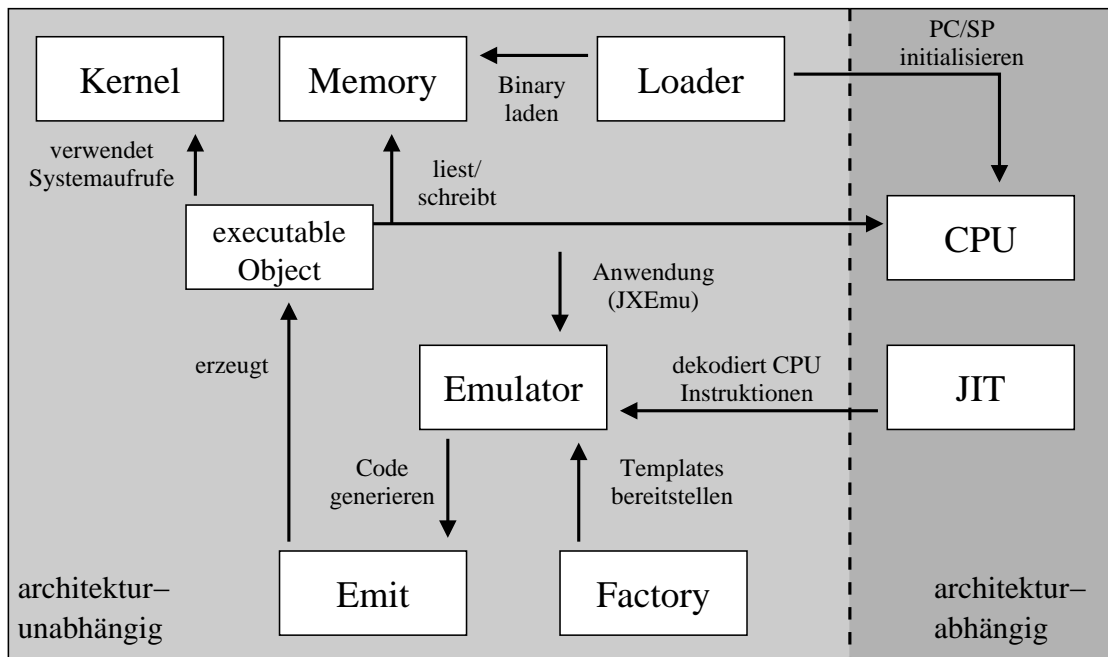 PC/SP
initialisieren
Kernel
Memory
Binary
laden
Loader
verwendet
Systemaufrufe
liest/
schreibt
executable
Object
CPU
Anwendung
(JXEmu)
erzeugt
Emulator
dekodiert CPU
Instruktionen
JIT
Code
generieren
Templates
bereitstellen
Emit
Factory
architektur–
unabhängig
architektur–
abhängig